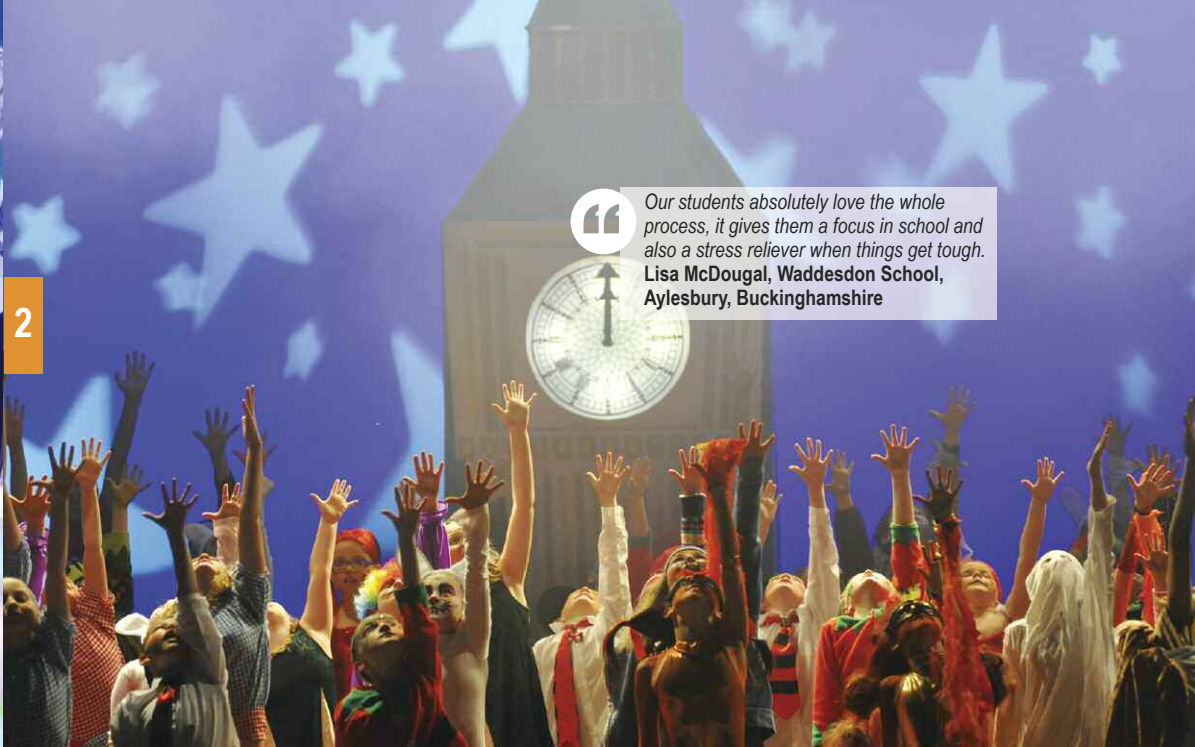 “
Our students absolutely love the whole
process, it gives them a focus in school and
also a stress reliever when things get tough.
Lisa McDougal, Waddesdon School,
Aylesbury, Buckinghamshire
2